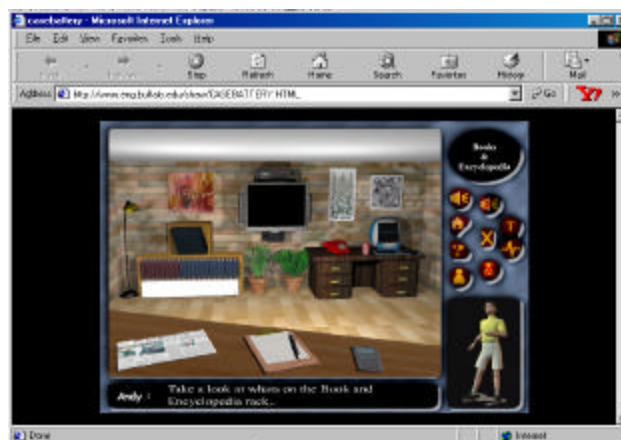 casebattery - Microsoft Internet Explorer
File Edit View Favorites Tools Help
Stop Refresh Home Search Favorites History Mail
Address Go
Books
&
Encyclopedia
T
X
?
Andy : Take a look at whats on the Book and
Encyclopedia rack..
Done Internet